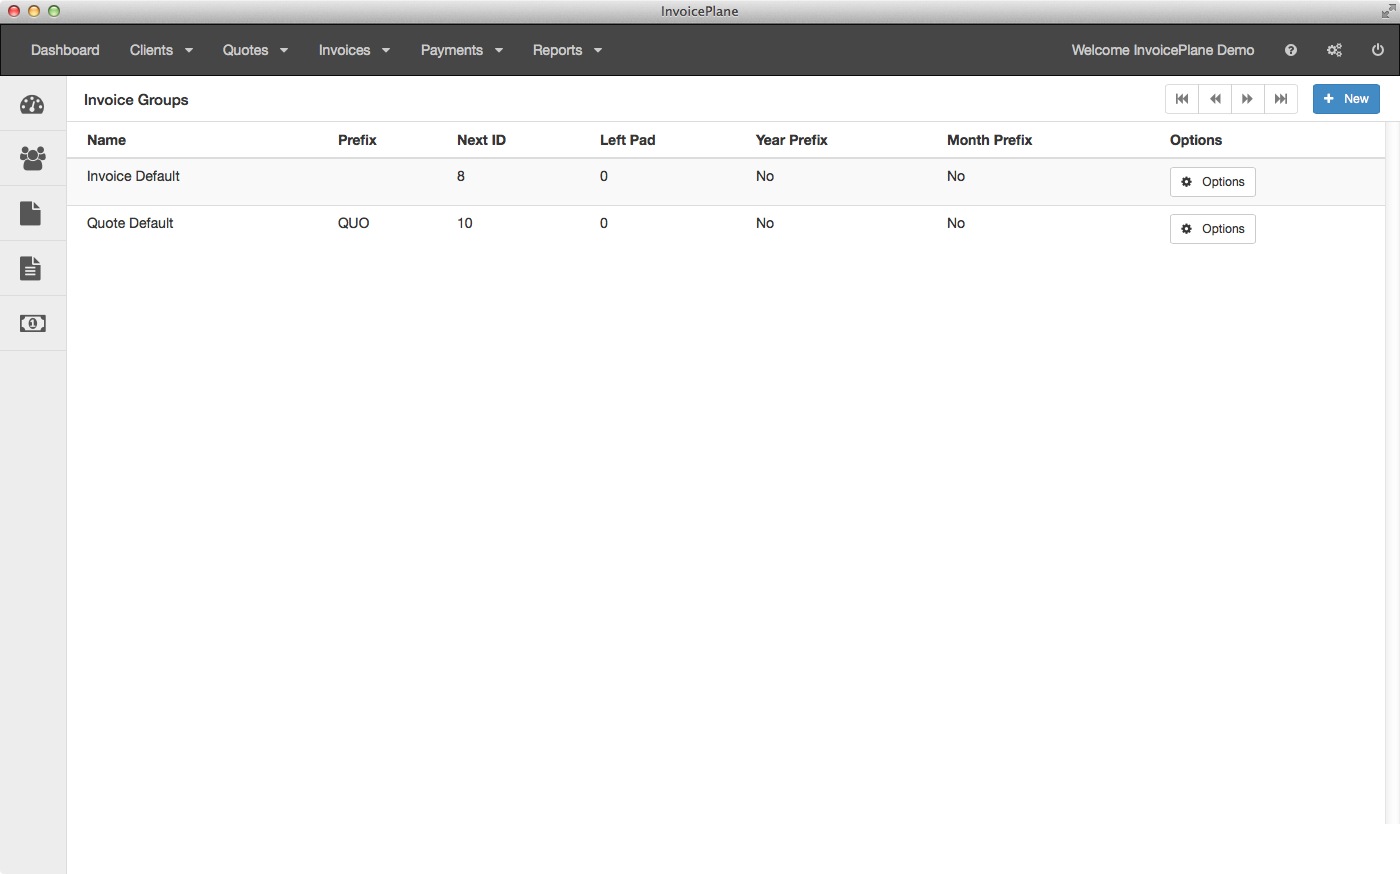 InvoicePlane
Dashboard Clients Quotes Invoices Payments Reports Welcome InvoicePlane Demo
Invoice Groups New
Name Prefix Next ID Left Pad Year Prefix Month Prefix Options
Invoice Default 8 0 No No Options
Quote Default QUO 10 0 No No Options